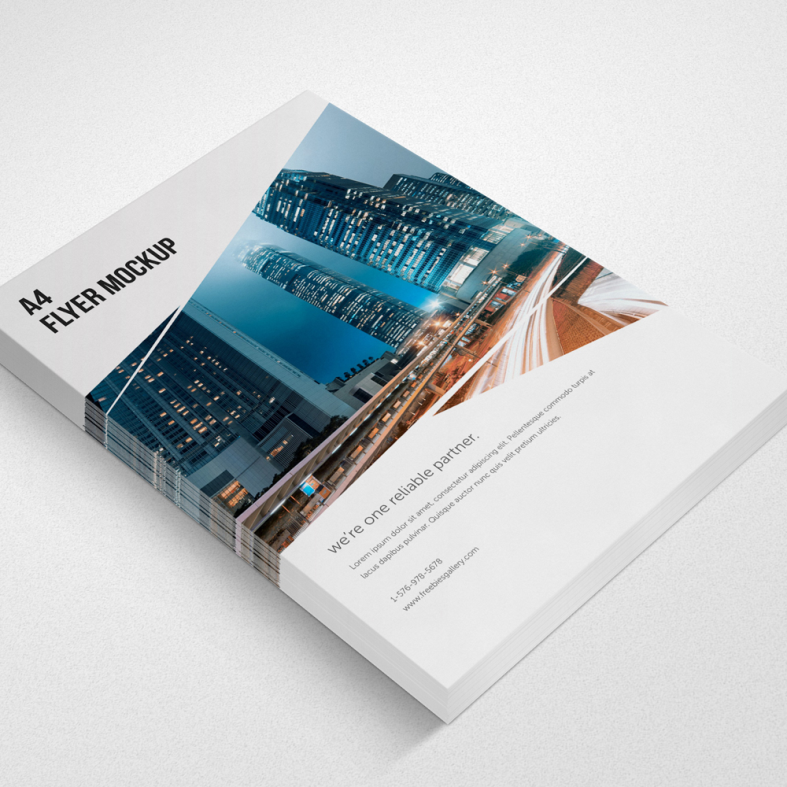 A4
FLYER MOCKUP
we're one reliable partner.
Lorem ipsum dolor sit amet, consectetur adipiscing elit. Pellentesque commodo turpis at
lacus dapibus pulvinar. Quisque auctor nunc quis velit pretium ultricies.
1-576-978-5678
www.freebiesgallery.com